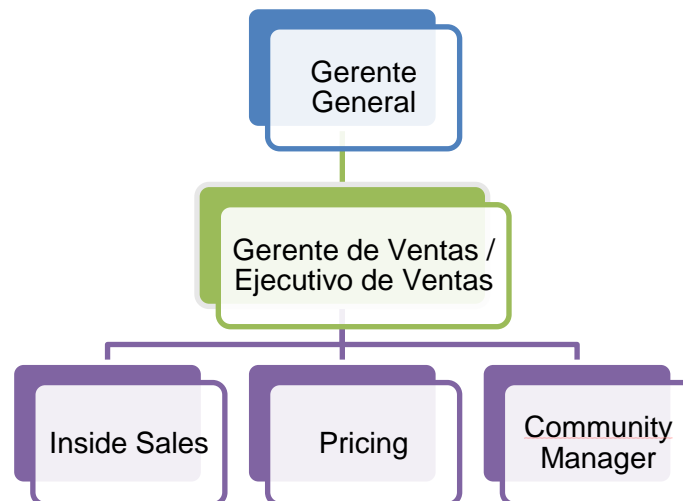 Gerente
General
Gerente de Ventas /
Ejecutivo de Ventas
Inside Sales
Pricing
Community
Manager